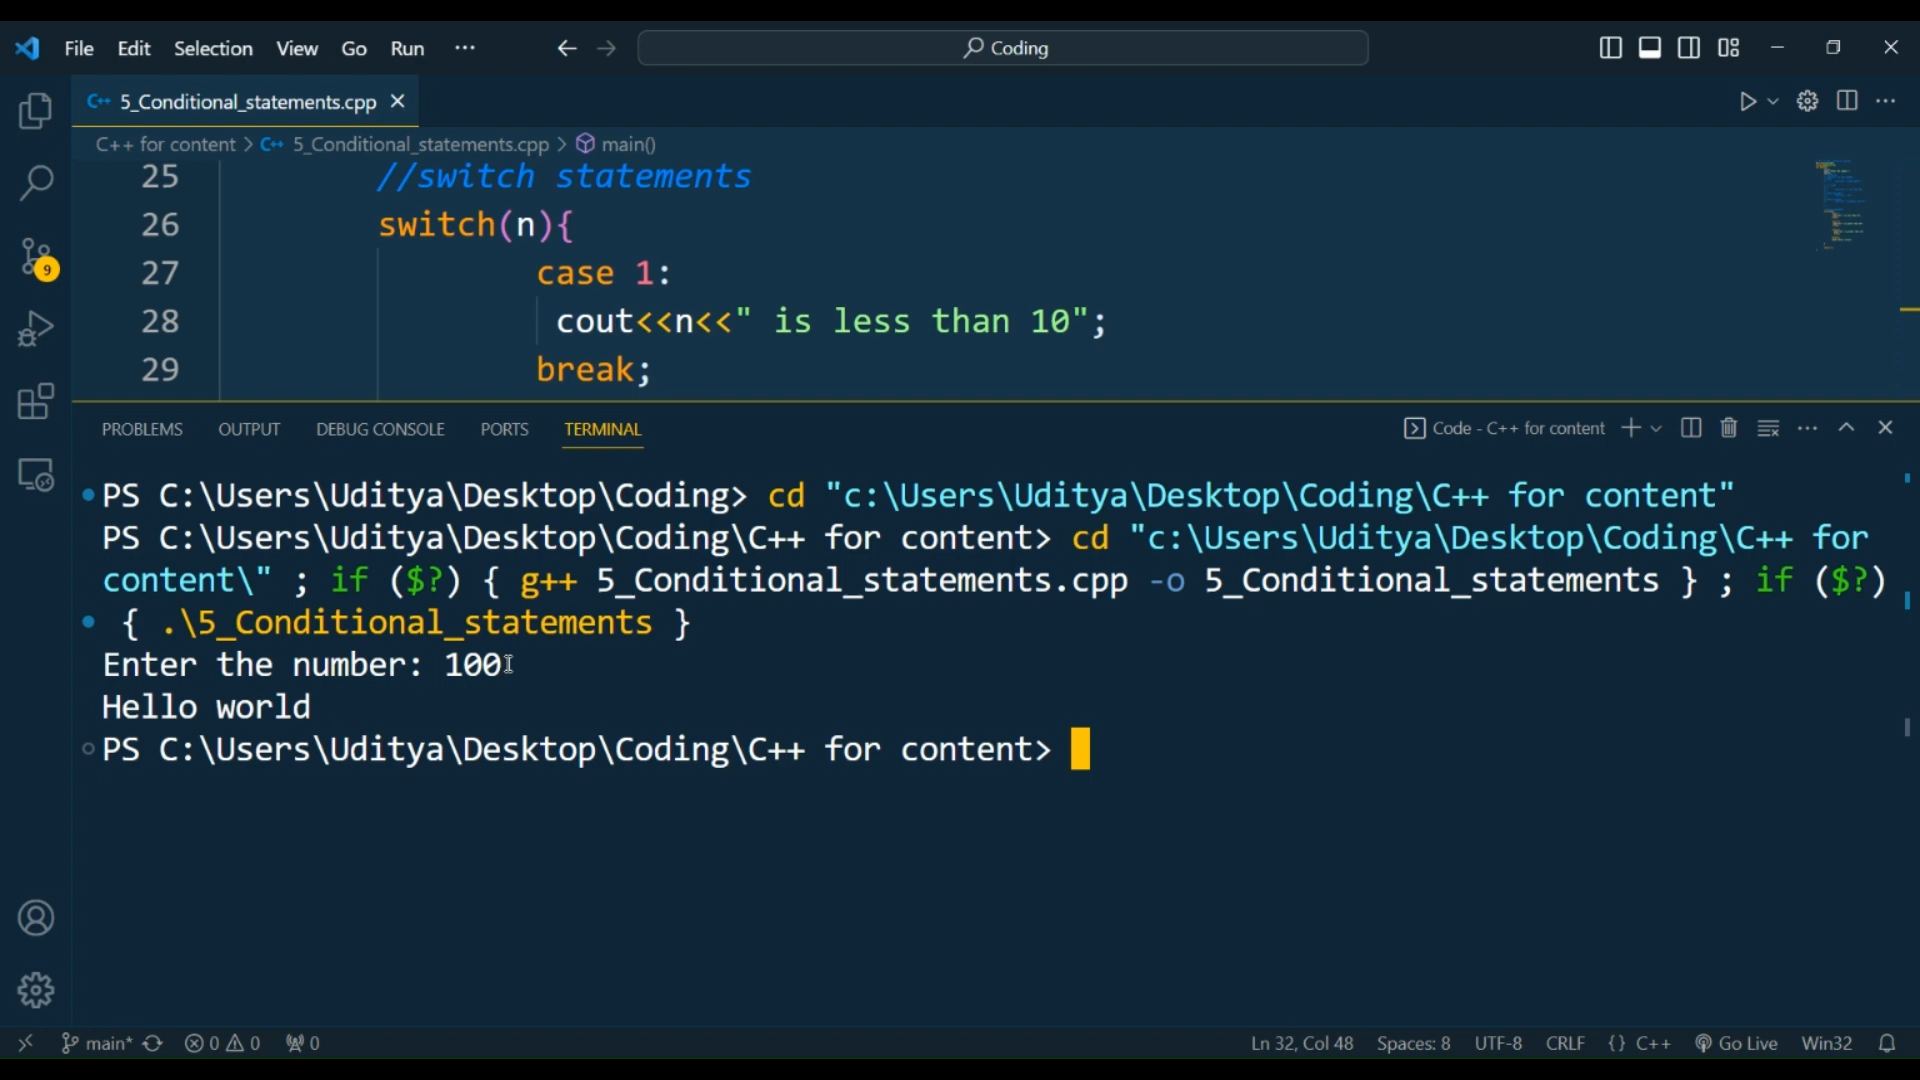 File Edit Selection View Go Run ··· Coding
5_Conditional_statements.cpp
C++ for content > 5_Conditional_statements.cpp > main()
25 //switch statements
26 switch(n){
27 case 1:
28 cout<<n<<" is less than 10";
29 break;
9
PROBLEMS OUTPUT DEBUG CONSOLE PORTS TERMINAL Code - C++ for content
PS C:\Users\Uditya\Desktop\Coding> cd "c:\Users\Uditya\Desktop\Coding\C++ for content"
PS C:\Users\Uditya\Desktop\Coding\C++ for content> cd "c:\Users\Uditya\Desktop\Coding\C++ for
content\" ; if ($?) { g++ 5_Conditional_statements.cpp -o 5_Conditional_statements } ; if ($?)
{ .\5_Conditional_statements }
Enter the number: 100
Hello world
PS C:\Users\Uditya\Desktop\Coding\C++ for content>
main* 0 0 0 Ln 32, Col 48 Spaces: 8 UTF-8 CRLF {} C++ Go Live Win32